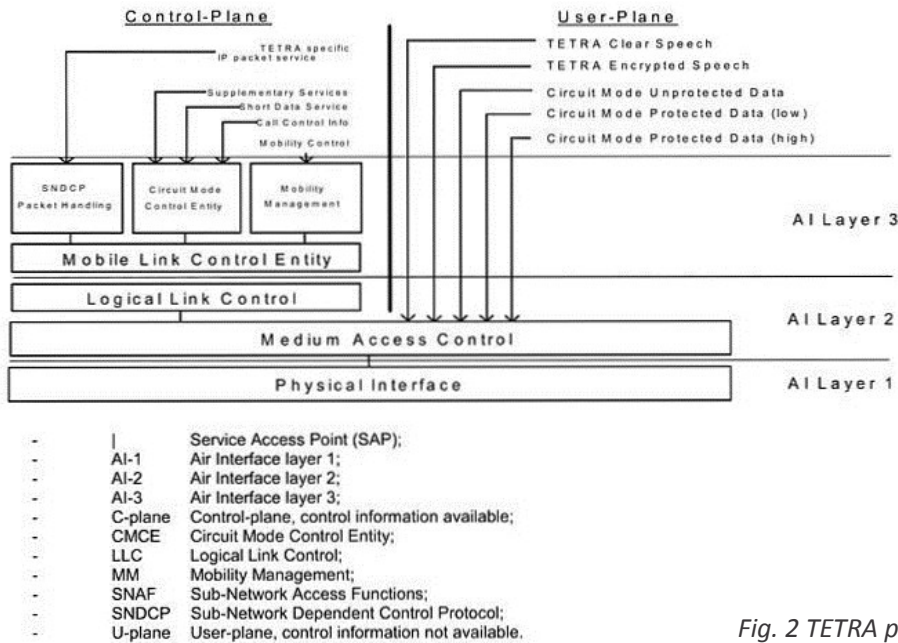 Control-Plane
User-Plane
TETRA specific
IP packet service
Supplementary Services
Short Data Service
Call Control Info
Mobility Control
TETRA Clear Speech
TETRA Encrypted Speech
Circuit Mode Unprotected Data
Circuit Mode Protected Data (low)
Circuit Mode Protected Data (high)
SNDCP
Packet Handling
Circuit Mode
Control Entity
Mobility
Management
AI Layer 3
Mobile Link Control Entity
Logical Link Control
AI Layer 2
Medium Access Control
Physical Interface
AI Layer 1
- | Service Access Point (SAP);
- AI-1 Air Interface layer 1;
- AI-2 Air Interface layer 2;
- AI-3 Air Interface layer 3;
- C-plane Control-plane, control information available;
- CMCE Circuit Mode Control Entity;
- LLC Logical Link Control;
- MM Mobility Management;
- SNAF Sub-Network Access Functions;
- SNDCP Sub-Network Dependent Control Protocol;
- U-plane User-plane, control information not available.
Fig. 2 TETRA p